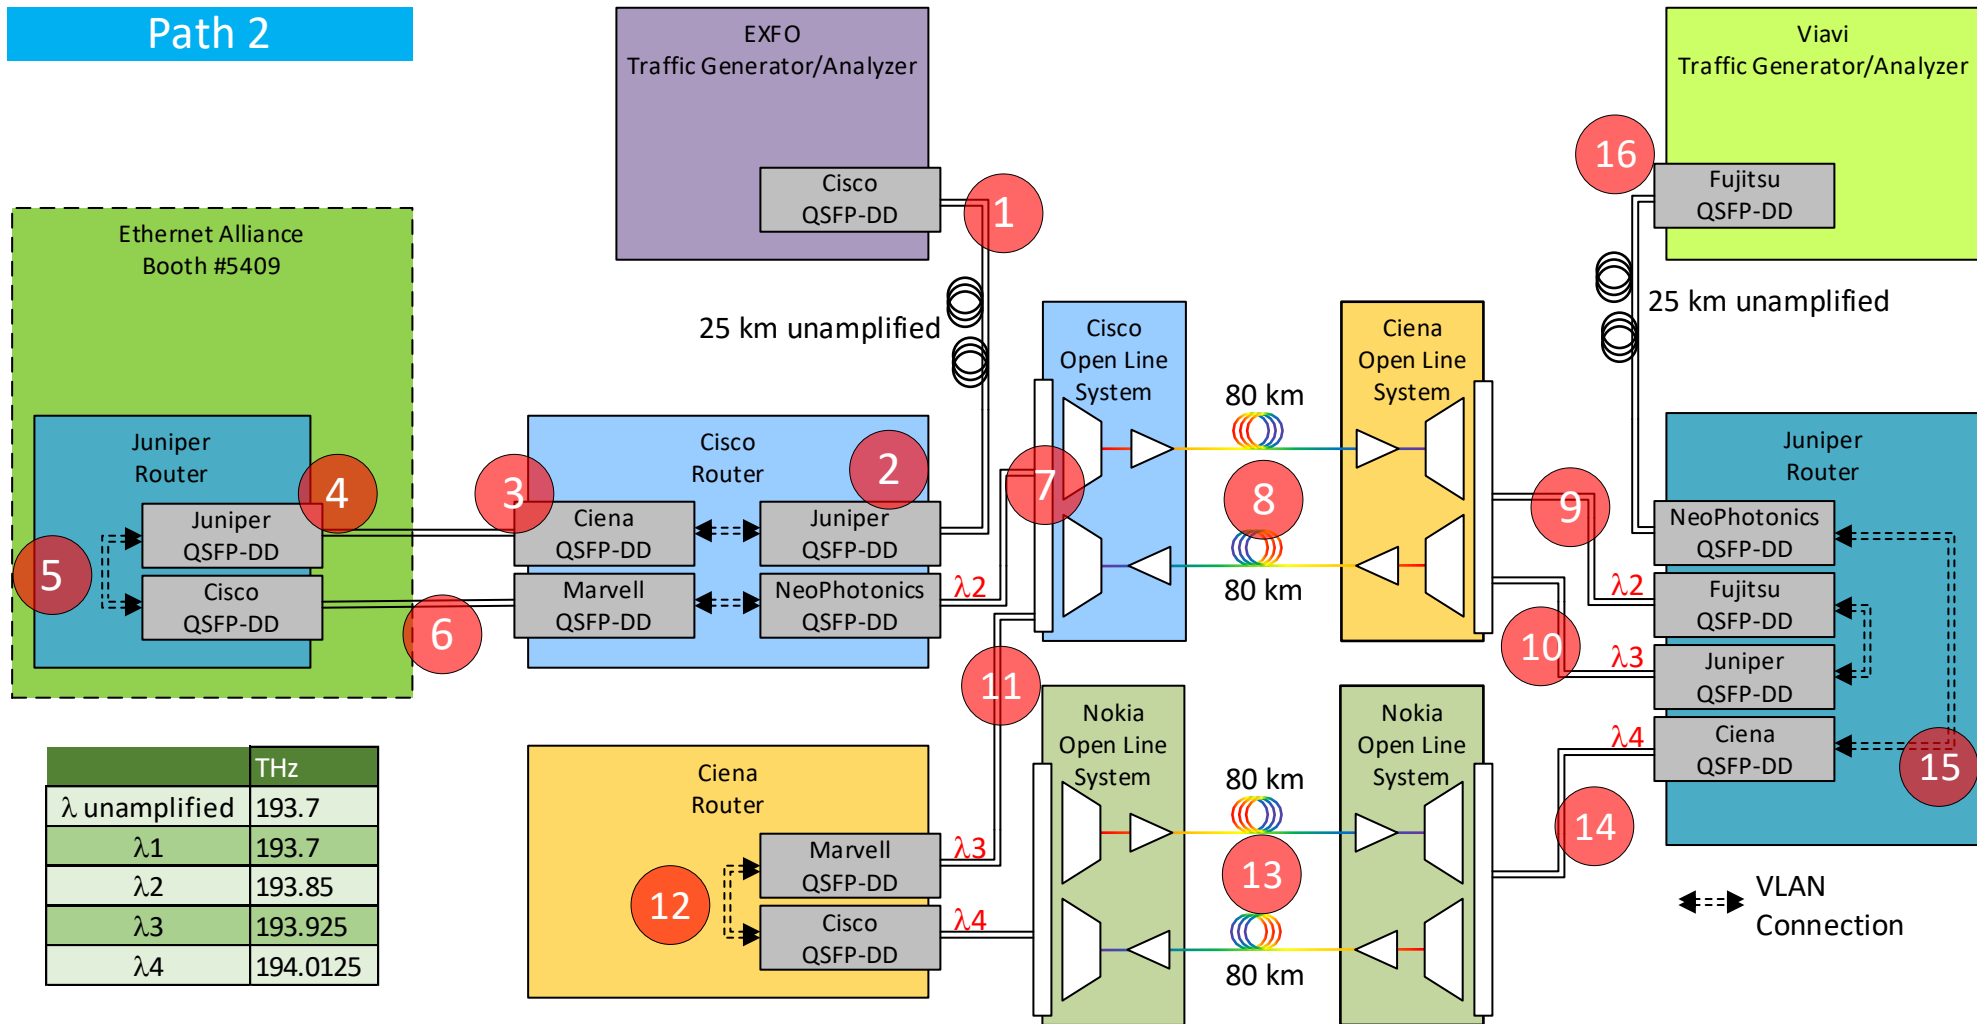 Path 2
EXFO
Traffic Generator/Analyzer
Cisco
QSFP-DD
1
25 km unamplified
Viavi
Traffic Generator/Analyzer
16
Fujitsu
QSFP-DD
25 km unamplified
Ethernet Alliance
Booth #5409
Juniper
Router
4
Juniper
QSFP-DD
5
Cisco
QSFP-DD
6
Cisco
Router
2
3
Ciena
QSFP-DD
Juniper
QSFP-DD
Marvell
QSFP-DD
NeoPhotonics
QSFP-DD
λ2
7
Cisco
Open Line
System
80 km
8
80 km
Ciena
Open Line
System
9
10
λ2
λ3
λ4
Juniper
Router
NeoPhotonics
QSFP-DD
Fujitsu
QSFP-DD
Juniper
QSFP-DD
Ciena
QSFP-DD
15
14
11
Ciena
Router
Marvell
QSFP-DD
λ3
12
Cisco
QSFP-DD
λ4
Nokia
Open Line
System
80 km
13
80 km
Nokia
Open Line
System
VLAN
Connection
THz
λ unamplified 193.7
λ1 193.7
λ2 193.85
λ3 193.925
λ4 194.0125